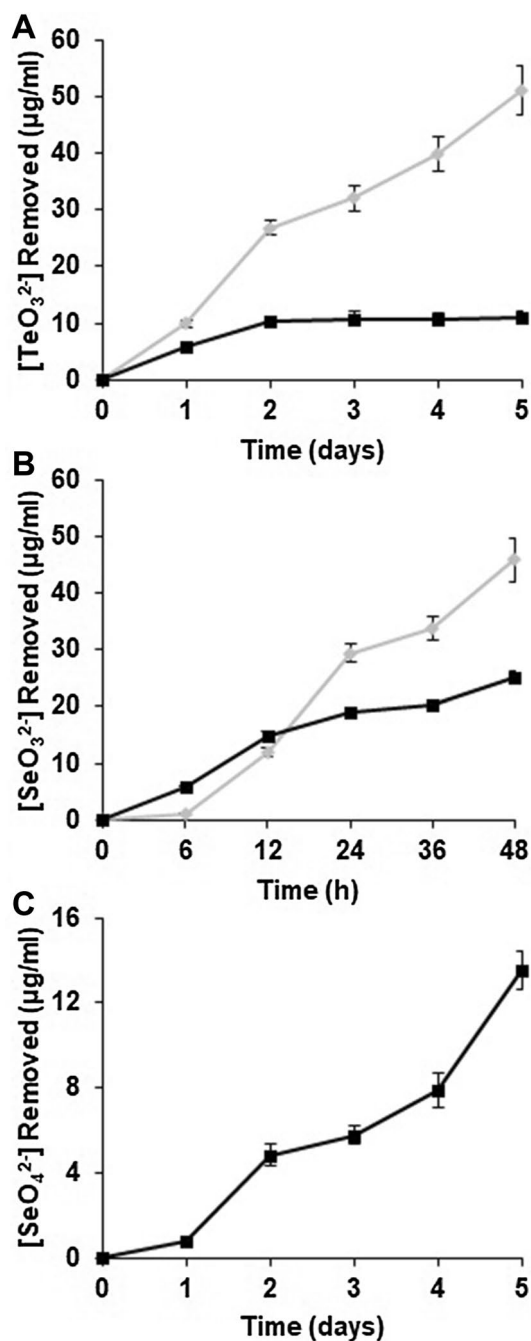 A
[TeO₃²⁻] Removed (µg/ml)
60
50
40
30
20
10
0
0 1 2 3 4 5
Time (days)
B
[SeO₃²⁻] Removed (µg/ml)
60
50
40
30
20
10
0
0 6 12 24 36 48
Time (h)
C
[SeO₄²⁻] Removed (µg/ml)
16
12
8
4
0
0 1 2 3 4 5
Time (days)